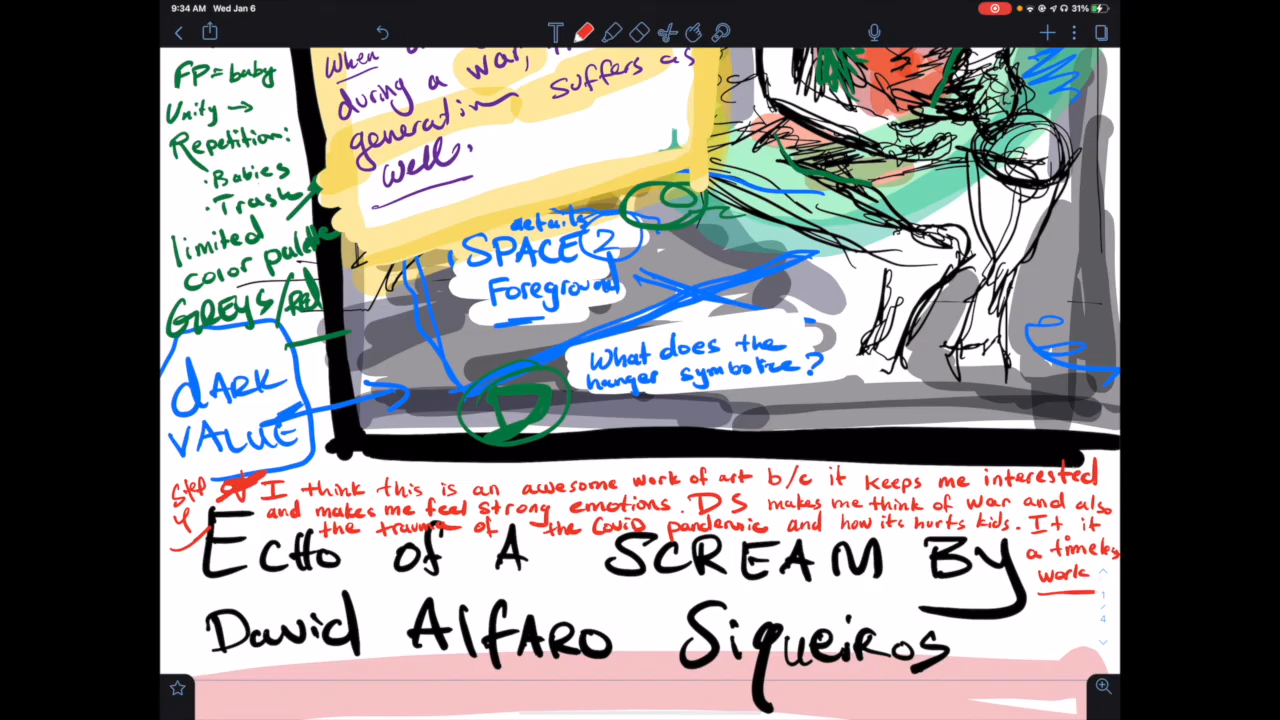 9:34 AM Wed Jan 6
31%
FP = baby
Unity →
Repetition:
• Babies
• Trash
limited
color palette
GREYS/Red
When
during a war,
generation suffers as
well.
details
SPACE 2
Foreground
What does the
hanger symbolize?
D
dARK
VALUE
Step
4
I think this is an awesome work of art b/c it keeps me interested
and makes me feel strong emotions. DS makes me think of war and also
the trauma of the Covid pandemic and how its hurts kids. It it
a timeless
work
Echo of A SCREAM By
David Alfaro Siqueiros
1/4